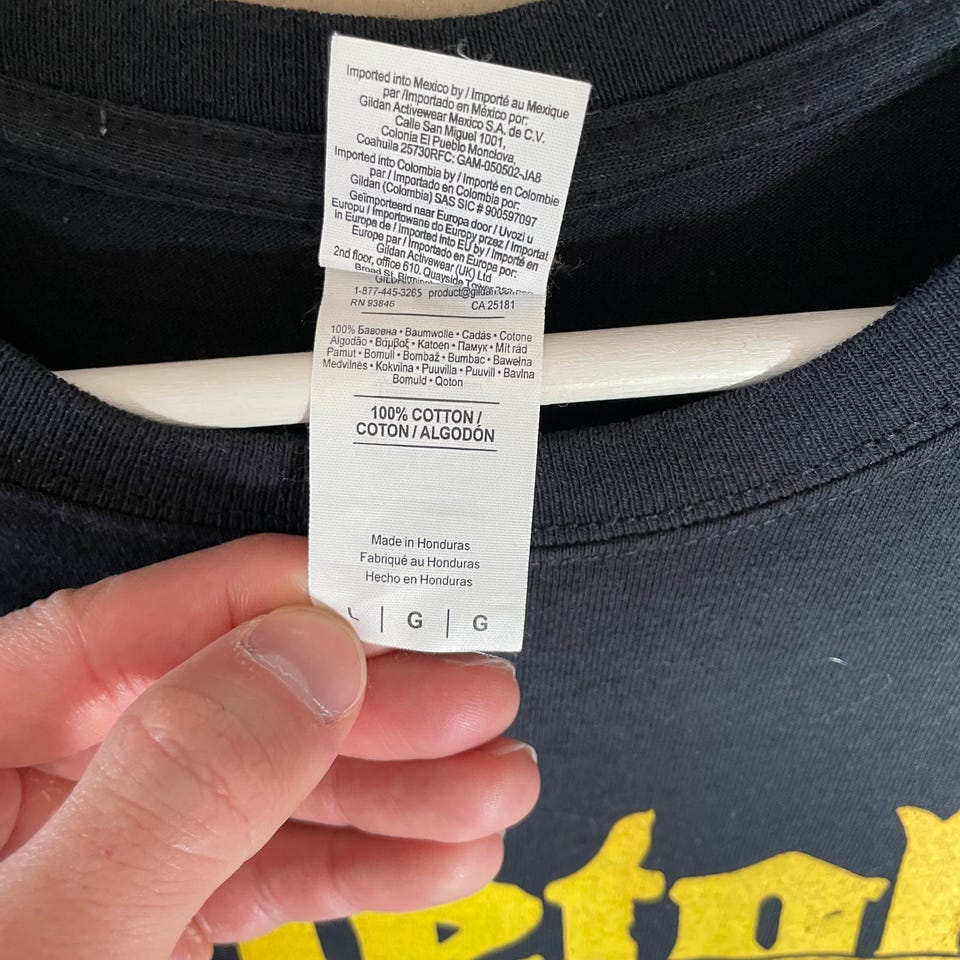 Imported into Mexico by / Importé au Mexique
par /Importado en México por:
Gildan Activewear Mexico S.A. de C.V.
Calle San Miguel 1001,
Colonia El Pueblo Monclova,
Coahuila 25730RFC: GAM-050502-JA8
Imported into Colombia by / Importé en Colombie
par / Importado en Colombia por:
Gildan (Colombia) SAS SIC # 900597097
Geïmporteerd naar Europa door / Uvozi u
Europu / Importowane do Europy przez / Importat
in Europa de / Imported into EU by / Importé en
Europe par / Importado en Europa por:
Gildan Activewear (UK) Ltd
2nd floor, office 610, Quayside Tower
Broad St,
1-877-445-3265 product@gildan
RN 93846 CA 25181
100% Бавовна • Baumwolle • Cadás • Cotone
Algodão • Βάμβαξ • Katoen • Памук • Mit rád
Pamut • Bomull • Bombaž • Bumbac • Bawełna
Medvilnės • Kokvilna • Puuvilla • Puuvill • Bavlna
Bomuld • Qoton
100% COTTON /
COTON / ALGODÓN
Made in Honduras
Fabriqué au Honduras
Hecho en Honduras
L | G | G